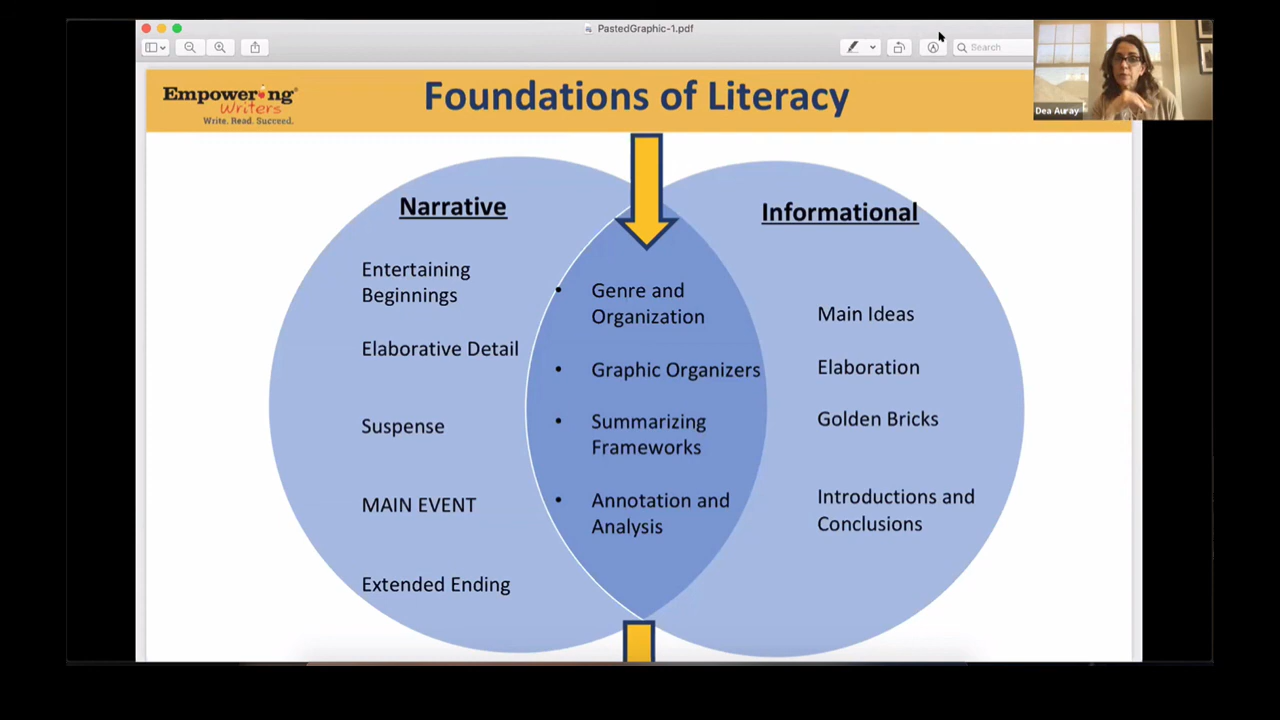 PastedGraphic-1.pdf
Search
Dea Auray
Empowering
Writers
Write. Read. Succeed.
Foundations of Literacy
Narrative
Entertaining
Beginnings
Elaborative Detail
Suspense
MAIN EVENT
Extended Ending
• Genre and
Organization
• Graphic Organizers
• Summarizing
Frameworks
• Annotation and
Analysis
Informational
Main Ideas
Elaboration
Golden Bricks
Introductions and
Conclusions